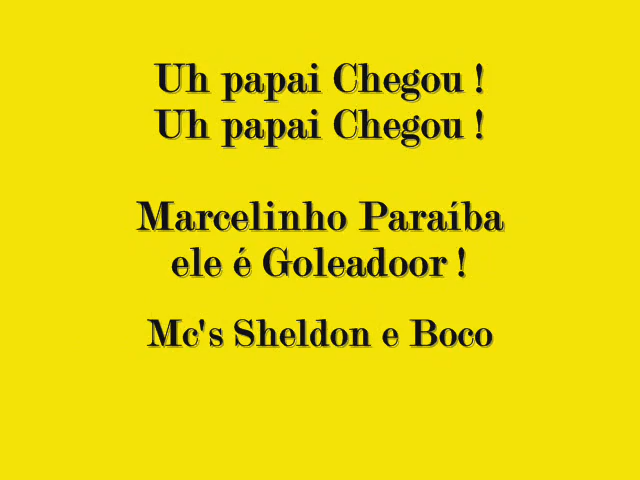 Uh papai Chegou !
Uh papai Chegou !
Marcelinho Paraíba
ele é Goleadoor !
Mc's Sheldon e Boco